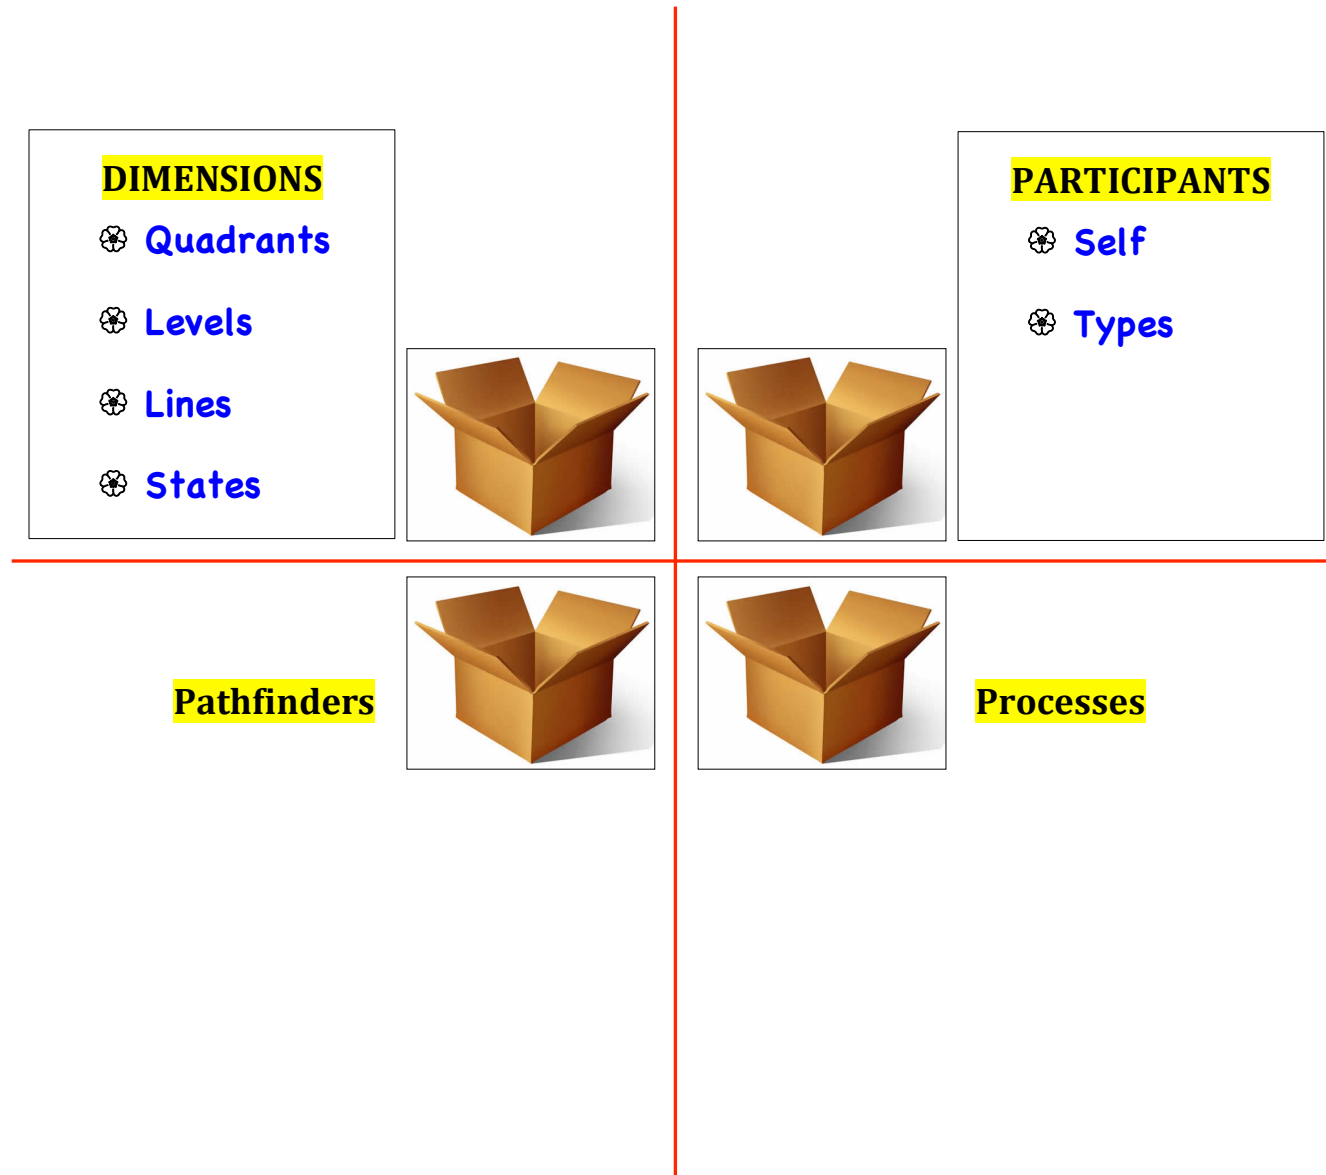 DIMENSIONS
Quadrants
Levels
Lines
States
PARTICIPANTS
Self
Types
Pathfinders
Processes